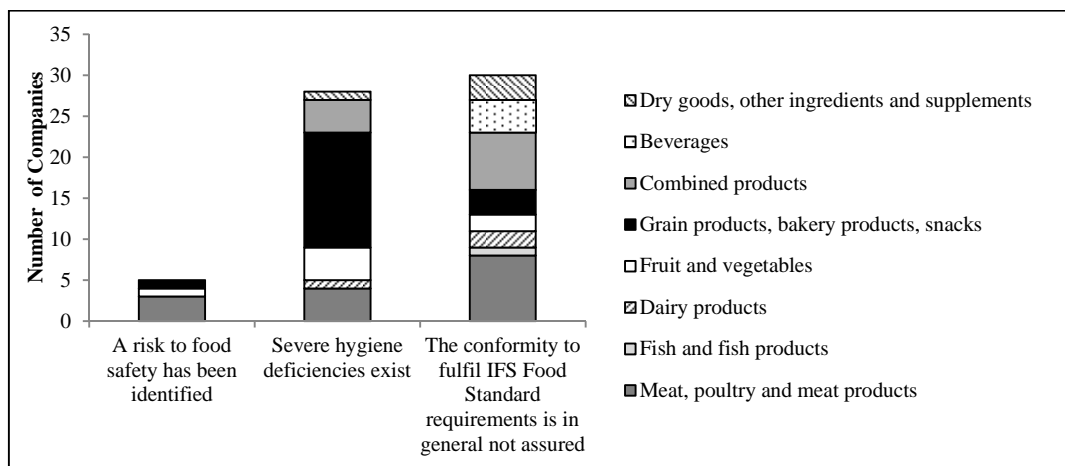 Number of Companies
35
30
25
20
15
10
5
0
A risk to food
safety has been
identified
Severe hygiene
deficiencies exist
The conformity to
fulfil IFS Food
Standard
requirements is in
general not assured
Dry goods, other ingredients and supplements
Beverages
Combined products
Grain products, bakery products, snacks
Fruit and vegetables
Dairy products
Fish and fish products
Meat, poultry and meat products